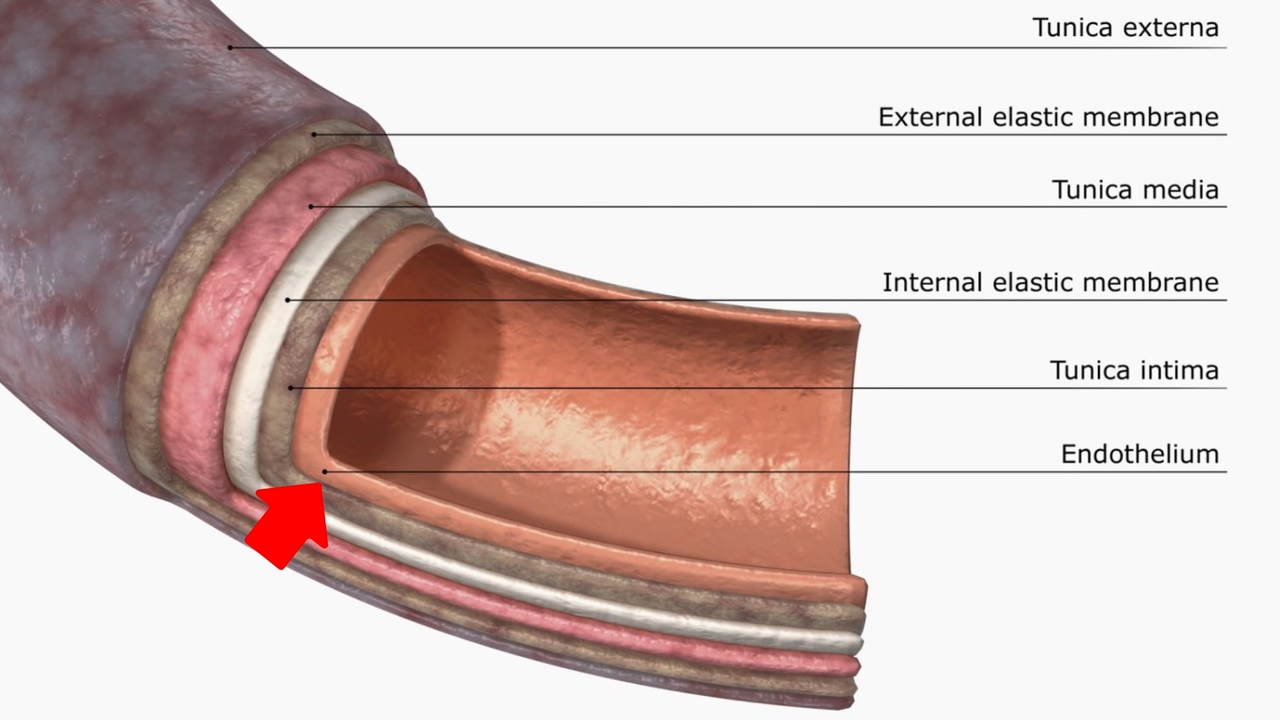 Tunica externa
External elastic membrane
Tunica media
Internal elastic membrane
Tunica intima
Endothelium